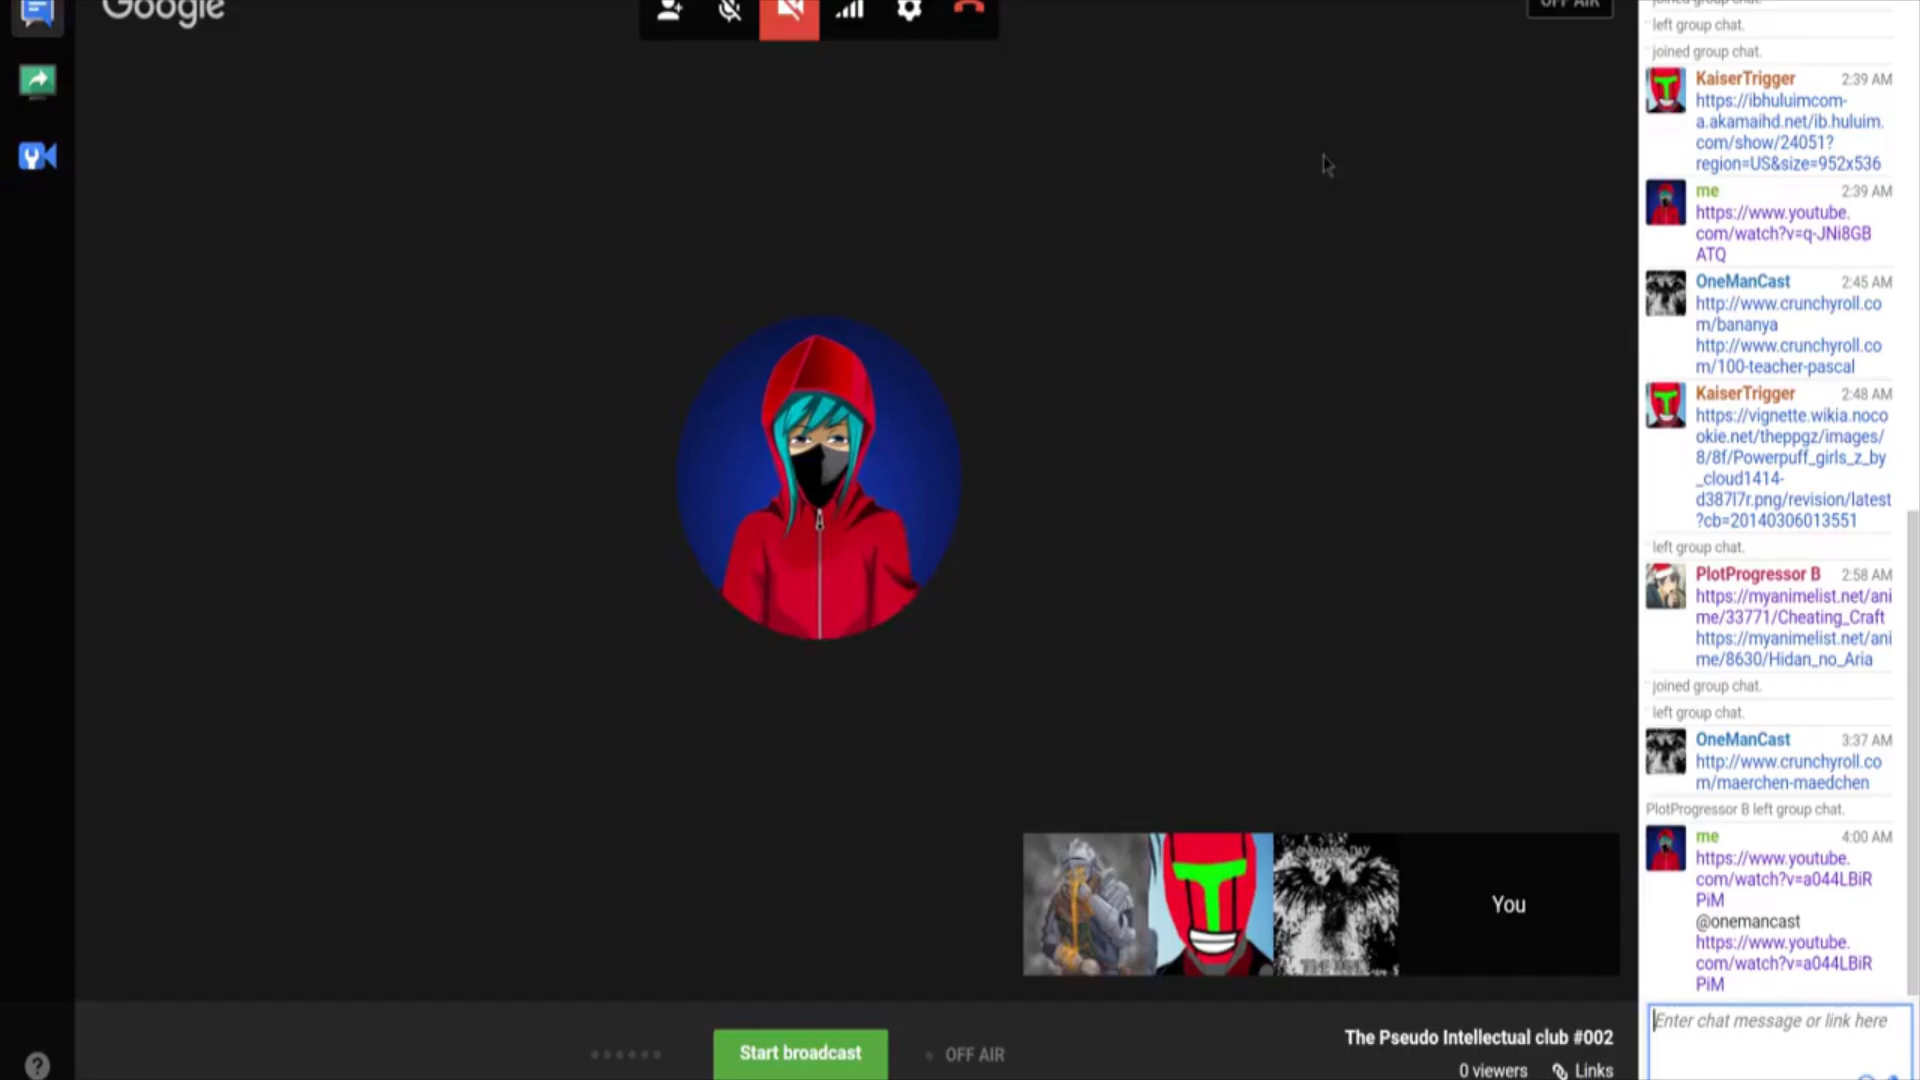 Google
OFF AIR
joined group chat.
left group chat.
joined group chat.
KaiserTrigger 2:39 AM
https://ibhuluimcom-
a.akamaihd.net/ib.huluim.
com/show/24051?
region=US&size=952x536
me 2:39 AM
https://www.youtube.
com/watch?v=q-JNi8GB
ATQ
OneManCast 2:45 AM
http://www.crunchyroll.co
m/bananya
http://www.crunchyroll.co
m/100-teacher-pascal
KaiserTrigger 2:48 AM
https://vignette.wikia.noco
okie.net/theppgz/images/
8/8f/Powerpuff_girls_z_by
_cloud1414-
d387l7r.png/revision/latest
?cb=20140306013551
left group chat.
PlotProgressor B 2:58 AM
https://myanimelist.net/ani
me/33771/Cheating_Craft
https://myanimelist.net/ani
me/8630/Hidan_no_Aria
joined group chat.
left group chat.
OneManCast 3:37 AM
http://www.crunchyroll.co
m/maerchen-maedchen
PlotProgressor B left group chat.
me 4:00 AM
https://www.youtube.
com/watch?v=a044LBiR
PiM
@onemancast
https://www.youtube.
com/watch?v=a044LBiR
PiM
Enter chat message or link here
You
Start broadcast
OFF AIR
The Pseudo Intellectual club #002
0 viewers
Links